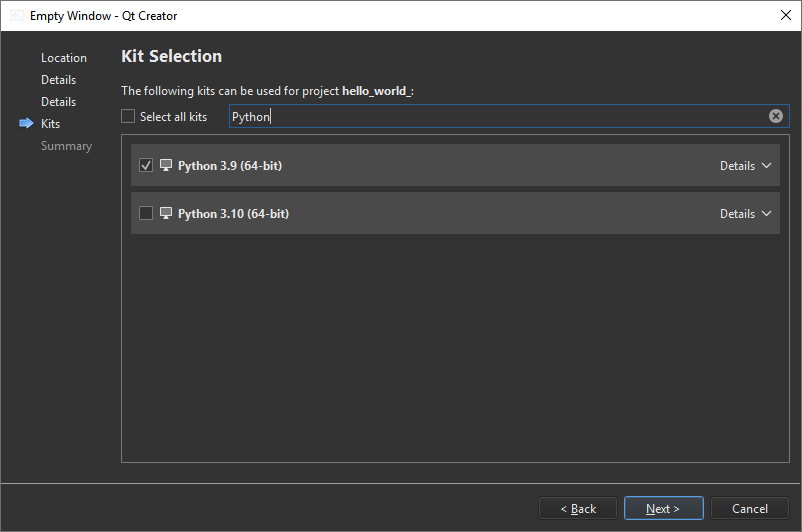 Empty Window - Qt Creator
Location
Details
Details
Kits
Summary
Kit Selection
The following kits can be used for project hello_world_:
Select all kits
Python
Python 3.9 (64-bit)
Details
Python 3.10 (64-bit)
Details
< Back
Next >
Cancel